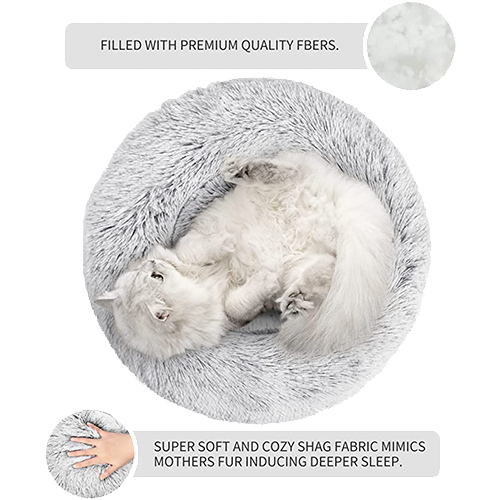 FILLED WITH PREMIUM QUALITY FBERS.
SUPER SOFT AND COZY SHAG FABRIC MIMICS
MOTHERS FUR INDUCING DEEPER SLEEP.